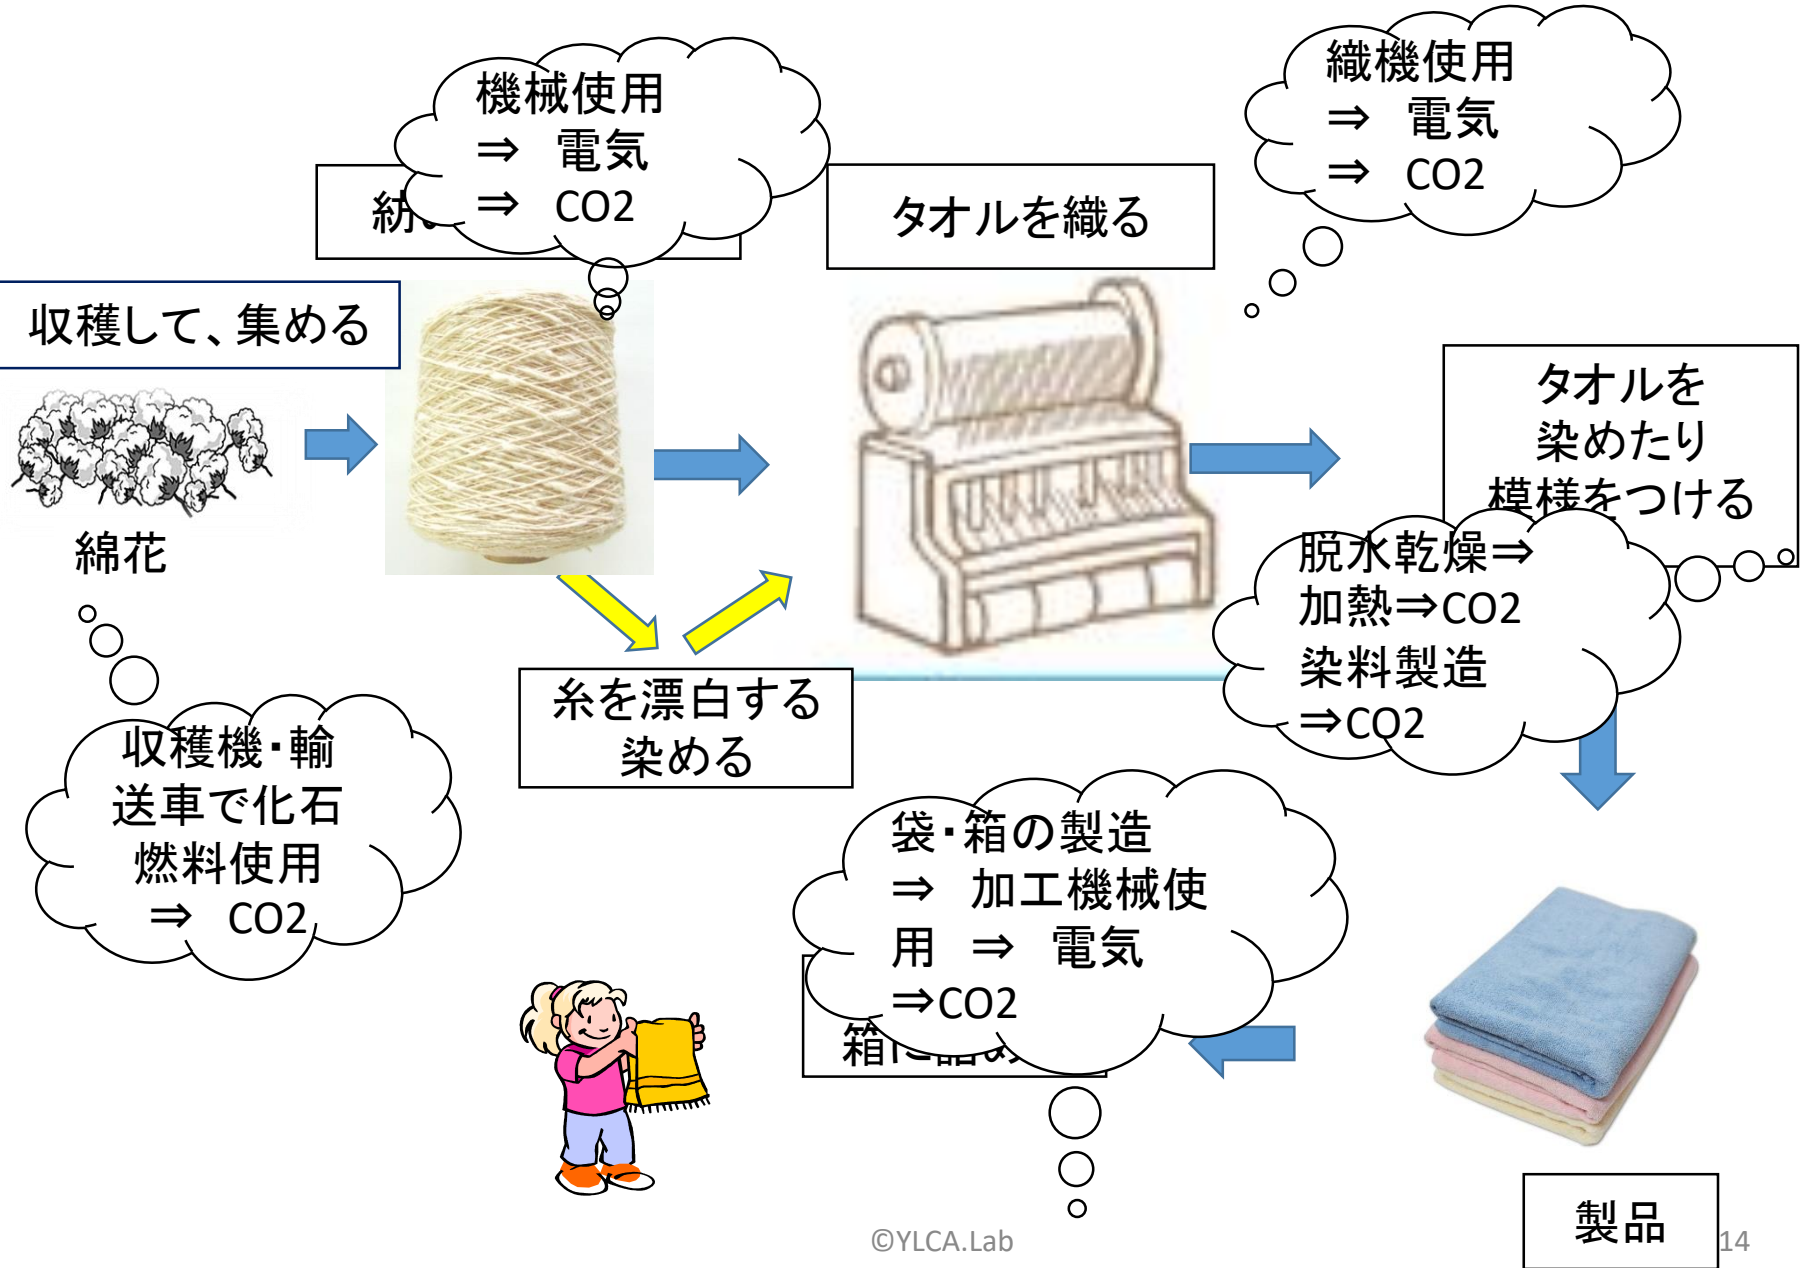 機械使用
⇒ 電気
⇒ CO2
織機使用
⇒ 電気
⇒ CO2
紡
タオルを織る
収穫して、集める
綿花
タオルを
染めたり
模様をつける
脱水乾燥⇒
加熱⇒CO2
染料製造
⇒CO2
糸を漂白する
染める
収穫機・輸
送車で化石
燃料使用
⇒ CO2
袋・箱の製造
⇒ 加工機械使
用 ⇒ 電気
⇒CO2
箱に詰め
製品
©YLCA.Lab
14